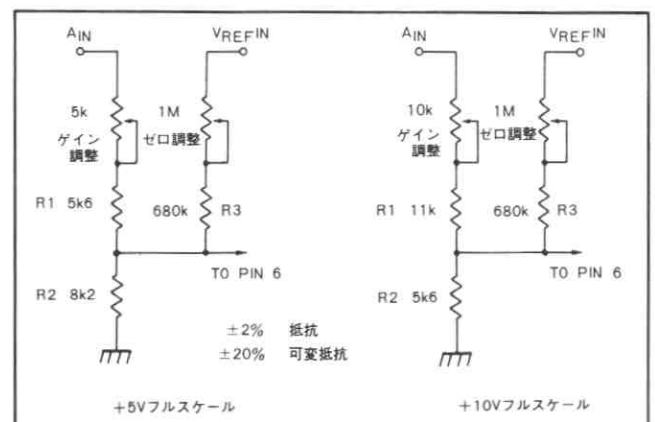 AIN
VREFIN
5k
ゲイン
調整
1M
ゼロ調整
R1 5k6
680k R3
TO PIN 6
R2 8k2
AIN
VREFIN
10k
ゲイン
調整
1M
ゼロ調整
R1 11k
680k R3
TO PIN 6
R2 5k6
±2% 抵抗
±20% 可変抵抗
+5Vフルスケール
+10Vフルスケール